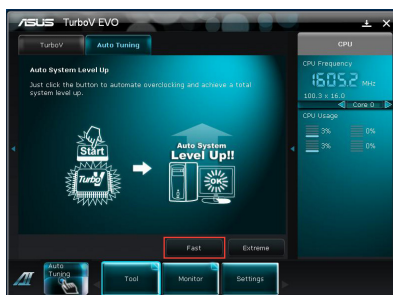 ASUS TurboV EVO
TurboV
Auto Tuning
CPU
Auto System Level Up
Just click the button to automate overclocking and achieve a total
system level up.
Start
Turbo
Auto System
Level Up!!
OK
CPU Frequency
1605.2 MHz
100.3 x 16.0
Core 0
CPU Usage
3%
0%
3%
0%
Fast
Extreme
Auto
Tuning
Tool
Monitor
Settings